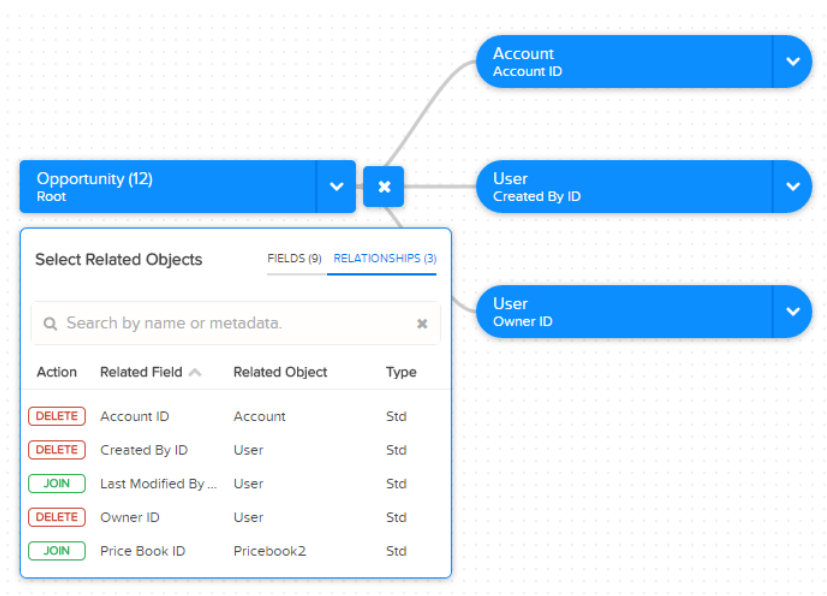 Account
Account ID
Opportunity (12)
Root
User
Created By ID
Select Related Objects FIELDS (9) RELATIONSHIPS (3)
Search by name or metadata.
User
Owner ID
Action Related Field Related Object Type
DELETE Account ID Account Std
DELETE Created By ID User Std
JOIN Last Modified By ... User Std
DELETE Owner ID User Std
JOIN Price Book ID Pricebook2 Std